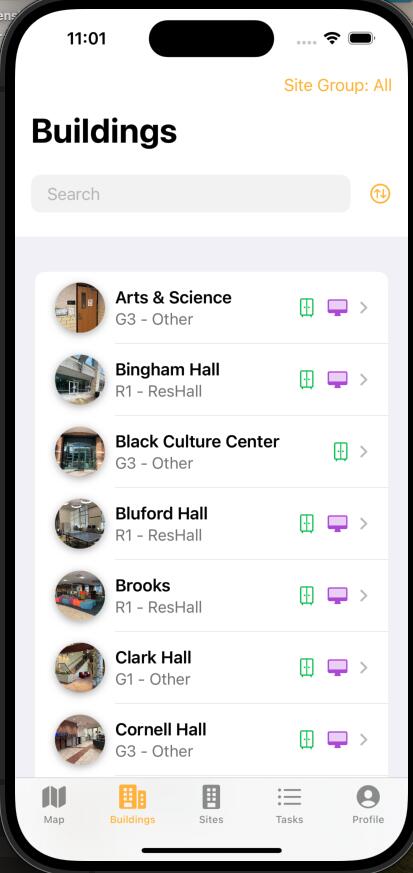 11:01
Site Group: All
Buildings
Search
Arts & Science
G3 - Other
Bingham Hall
R1 - ResHall
Black Culture Center
G3 - Other
Bluford Hall
R1 - ResHall
Brooks
R1 - ResHall
Clark Hall
G1 - Other
Cornell Hall
G3 - Other
Map
Buildings
Sites
Tasks
Profile